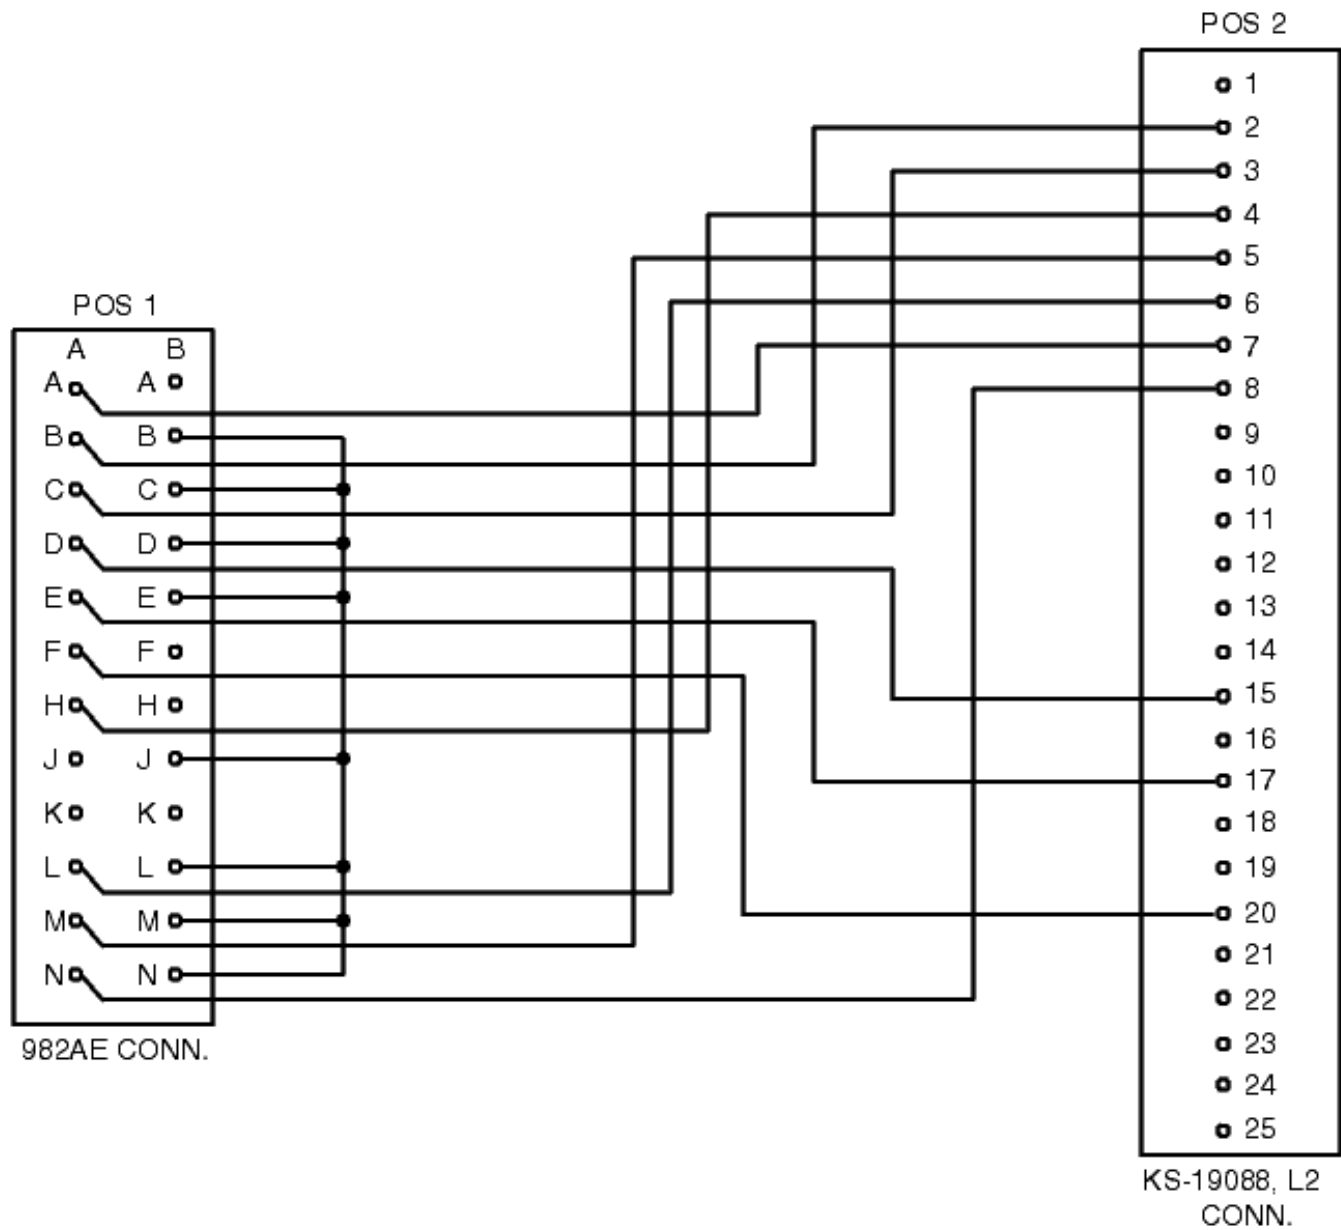 POS 2
1
2
3
4
5
6
7
8
9
10
11
12
13
14
15
16
17
18
19
20
21
22
23
24
25
KS-19088, L2
CONN.
POS 1
A B
A A
B B
C C
D D
E E
F F
H H
J J
K K
L L
M M
N N
982AE CONN.